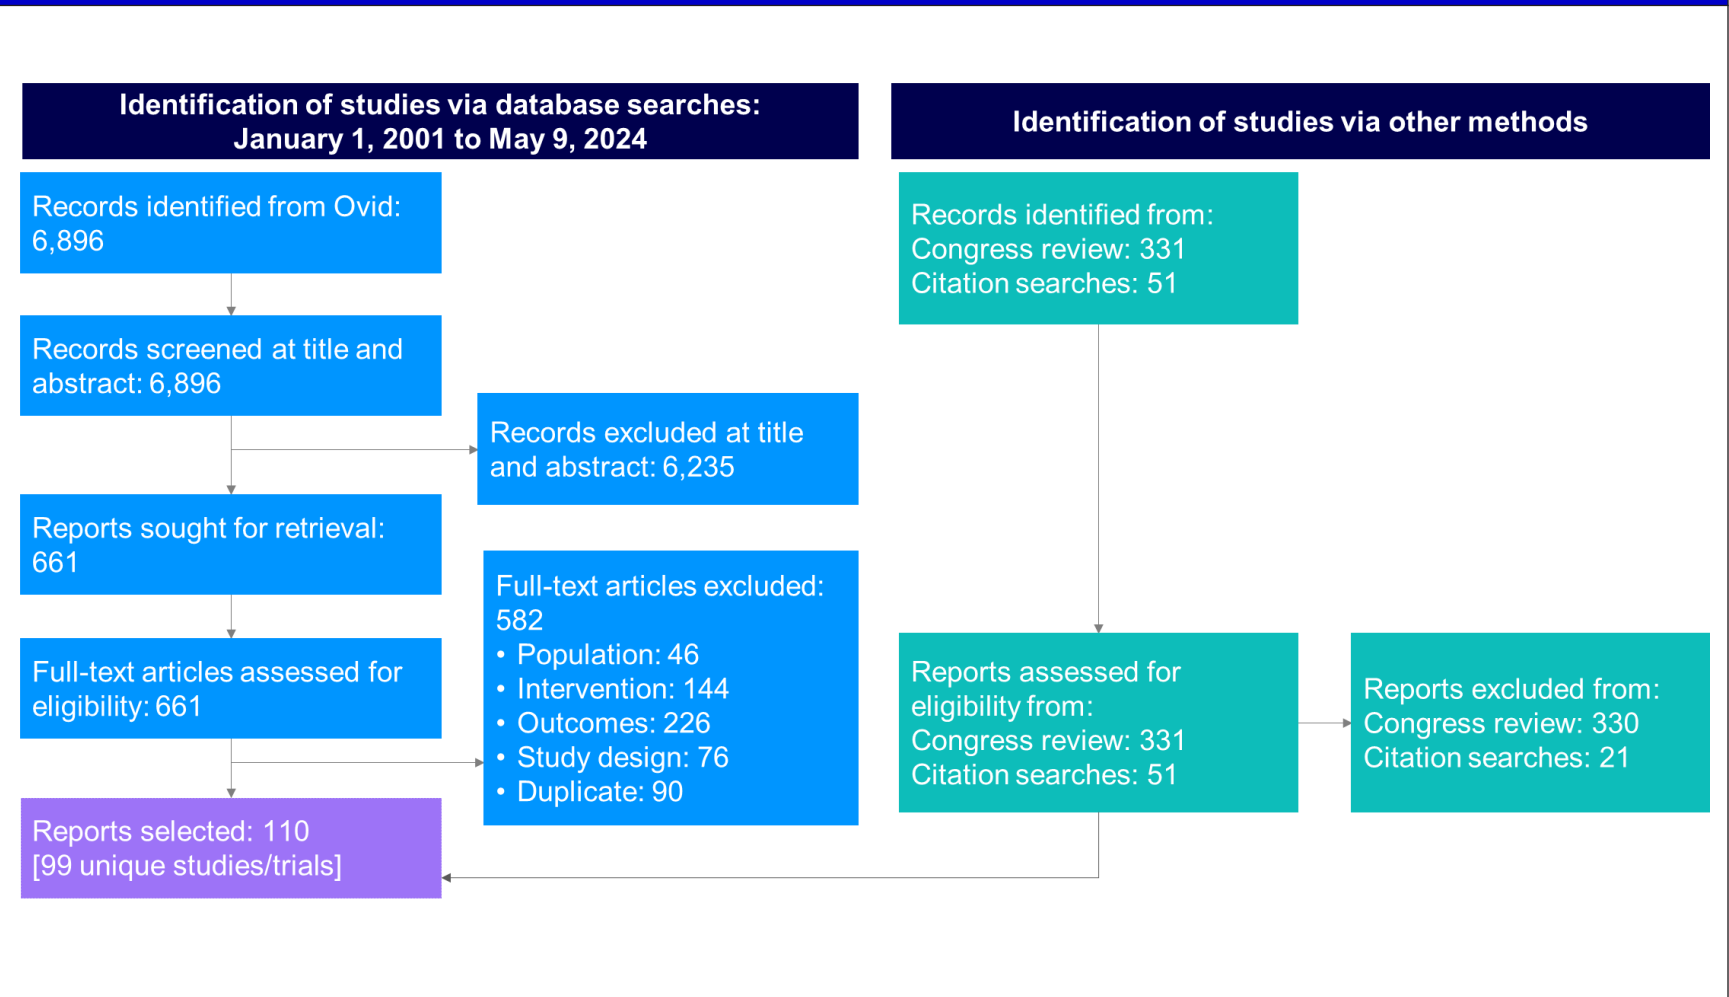 Identification of studies via database searches:
January 1, 2001 to May 9, 2024
Records identified from Ovid:
6,896
Records screened at title and
abstract: 6,896
Records excluded at title
and abstract: 6,235
Reports sought for retrieval:
661
Full-text articles assessed for
eligibility: 661
Full-text articles excluded:
582
• Population: 46
• Intervention: 144
• Outcomes: 226
• Study design: 76
• Duplicate: 90
Reports selected: 110
[99 unique studies/trials]
Identification of studies via other methods
Records identified from:
Congress review: 331
Citation searches: 51
Reports assessed for
eligibility from:
Congress review: 331
Citation searches: 51
Reports excluded from:
Congress review: 330
Citation searches: 21